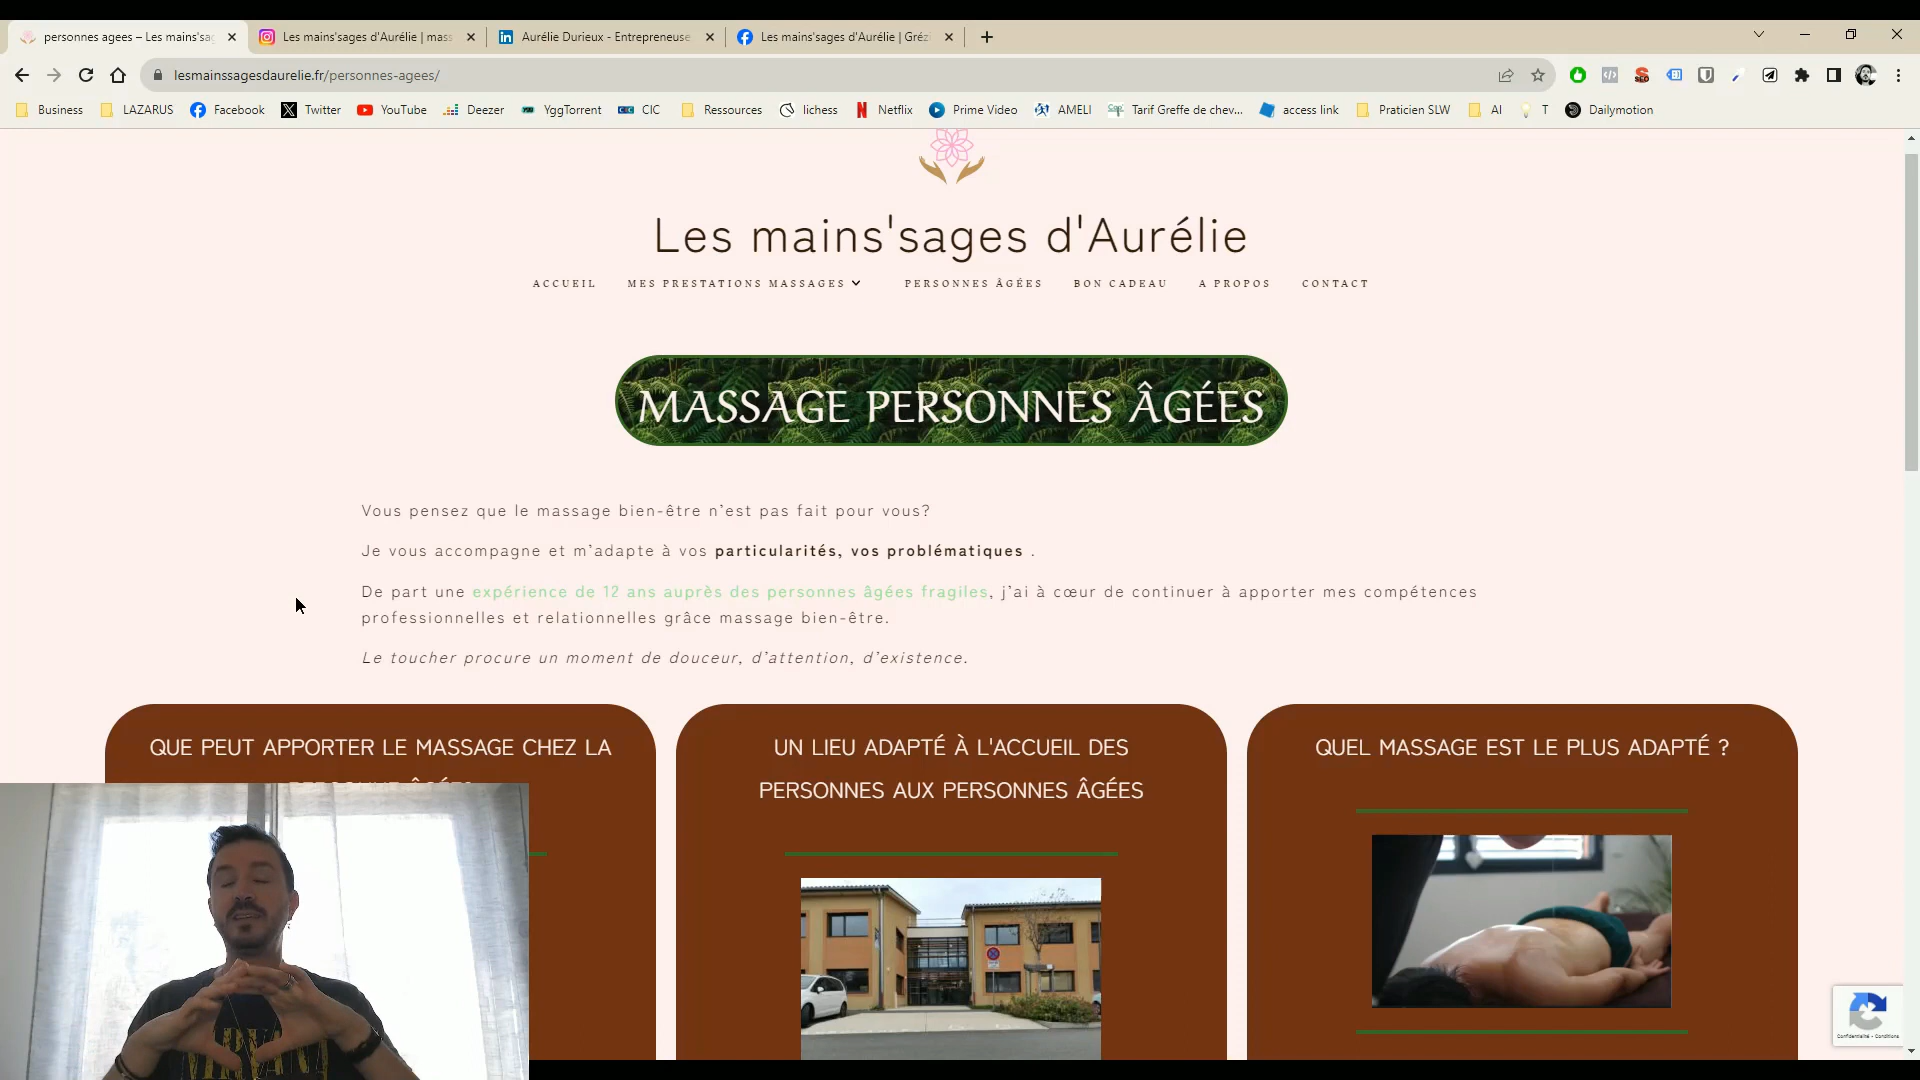 personnes agees – Les mains'sag
Les mains'sages d'Aurélie | mass
Aurélie Durieux - Entrepreneuse
Les mains'sages d'Aurélie | Gréz
lesmainssagesdaurelie.fr/personnes-agees/
Business LAZARUS Facebook Twitter YouTube Deezer YggTorrent CIC Ressources lichess Netflix Prime Video AMELI Tarif Greffe de chev... access link Praticien SLW AI T Dailymotion
Les mains'sages d'Aurélie
ACCUEIL MES PRESTATIONS MASSAGES PERSONNES ÂGÉES BON CADEAU A PROPOS CONTACT
MASSAGE PERSONNES ÂGÉES
Vous pensez que le massage bien-être n’est pas fait pour vous?
Je vous accompagne et m’adapte à vos particularités, vos problématiques .
De part une expérience de 12 ans auprès des personnes âgées fragiles, j’ai à cœur de continuer à apporter mes compétences
professionnelles et relationnelles grâce massage bien-être.
Le toucher procure un moment de douceur, d’attention, d’existence.
QUE PEUT APPORTER LE MASSAGE CHEZ LA
UN LIEU ADAPTÉ À L'ACCUEIL DES
PERSONNES AUX PERSONNES ÂGÉES
QUEL MASSAGE EST LE PLUS ADAPTÉ ?
Confidentialité - Conditions